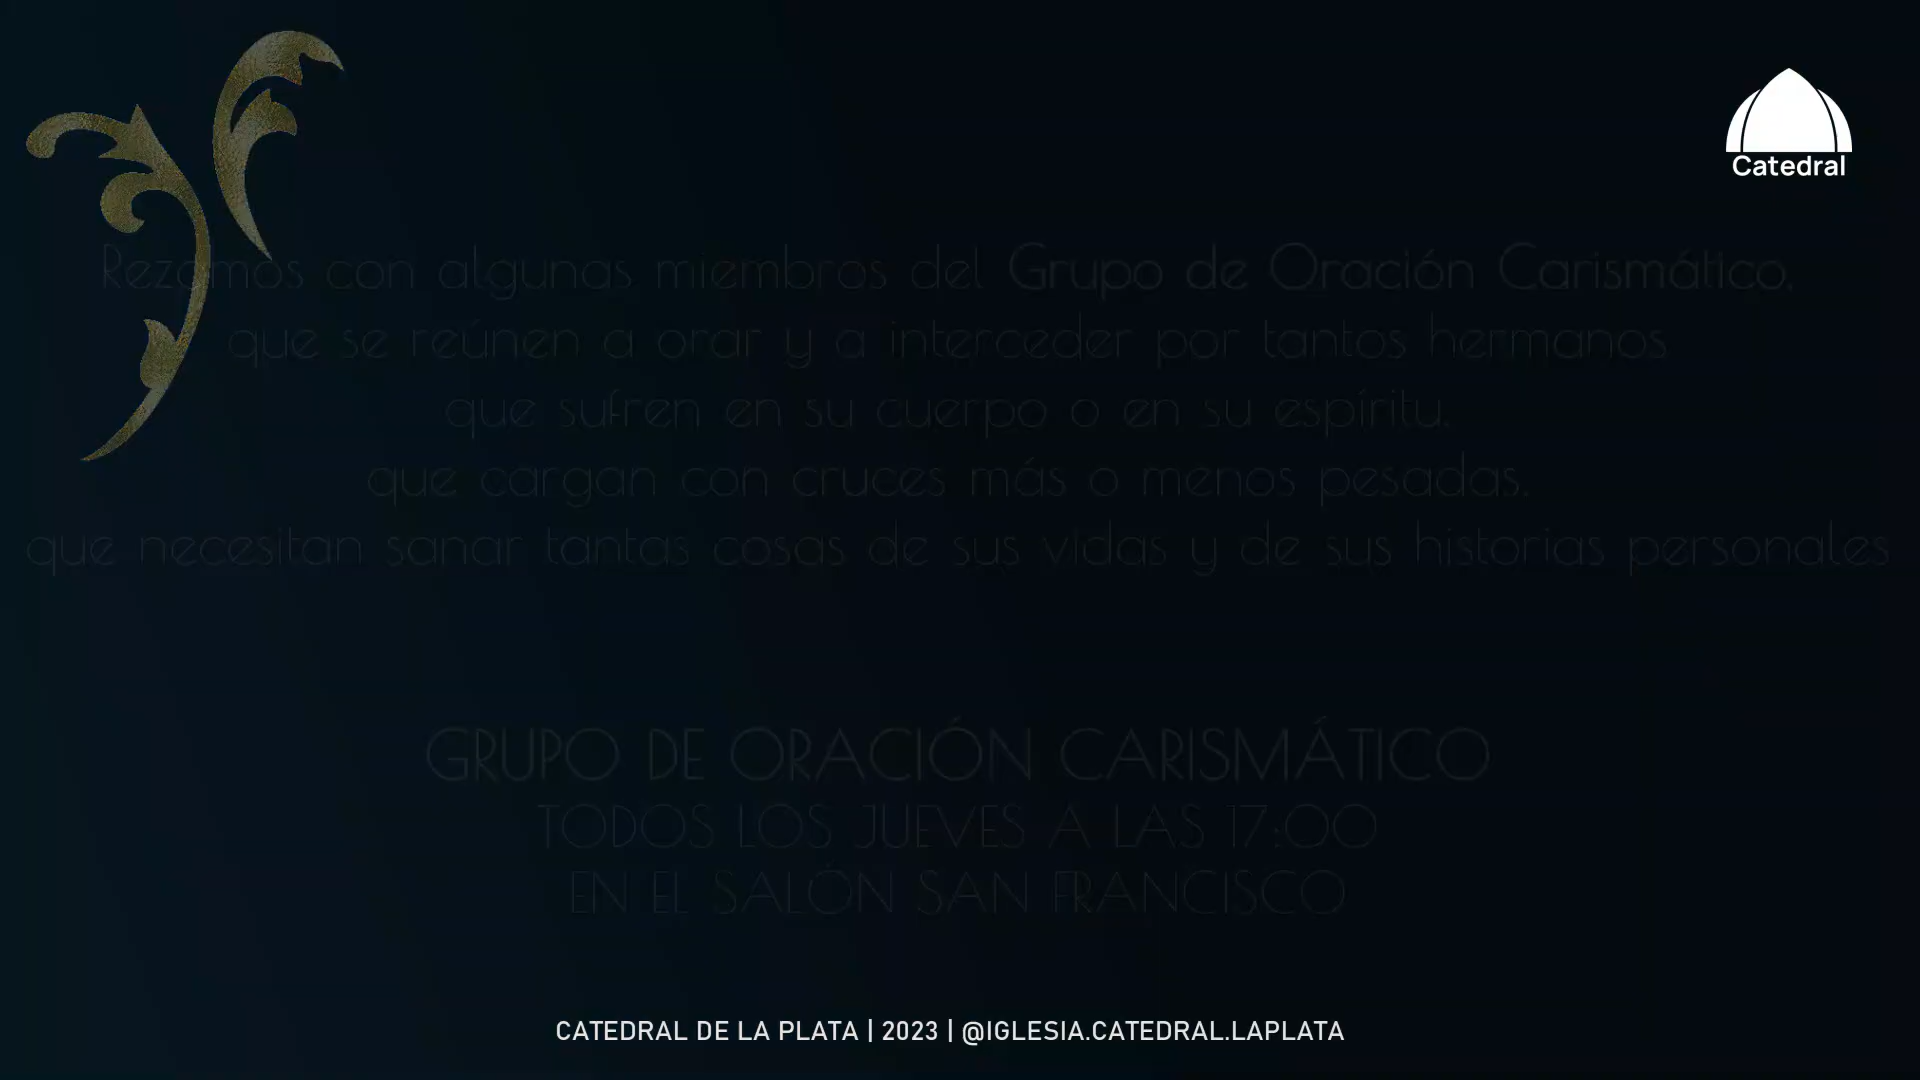 Catedral
Rezamos con algunas miembros del Grupo de Oración Carismático,
que se reúnen a orar y a interceder por tantos hermanos
que sufren en su cuerpo o en su espíritu,
que cargan con cruces más o menos pesadas,
que necesitan sanar tantas cosas de sus vidas y de sus historias personales
GRUPO DE ORACIÓN CARISMÁTICO
TODOS LOS JUEVES A LAS 17:00
EN EL SALÓN SAN FRANCISCO
CATEDRAL DE LA PLATA | 2023 | @IGLESIA.CATEDRAL.LAPLATA